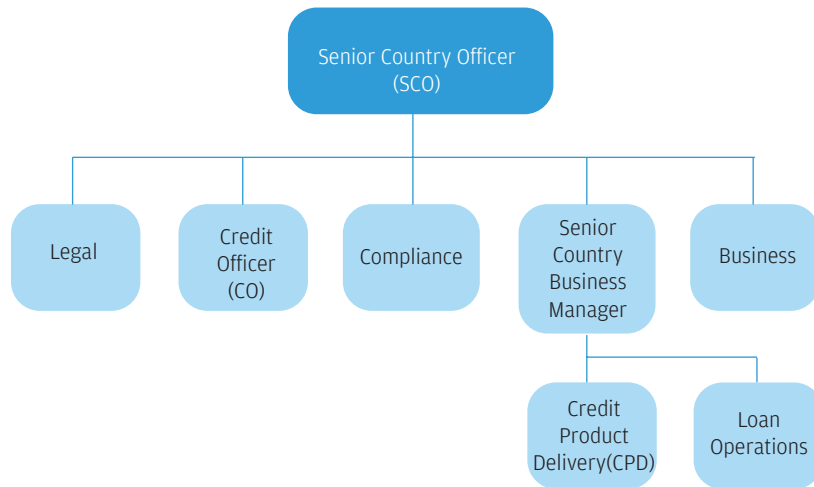 Senior Country Officer
(SCO)
Legal
Credit
Officer
(CO)
Compliance
Senior
Country
Business
Manager
Business
Credit
Product
Delivery(CPD)
Loan
Operations